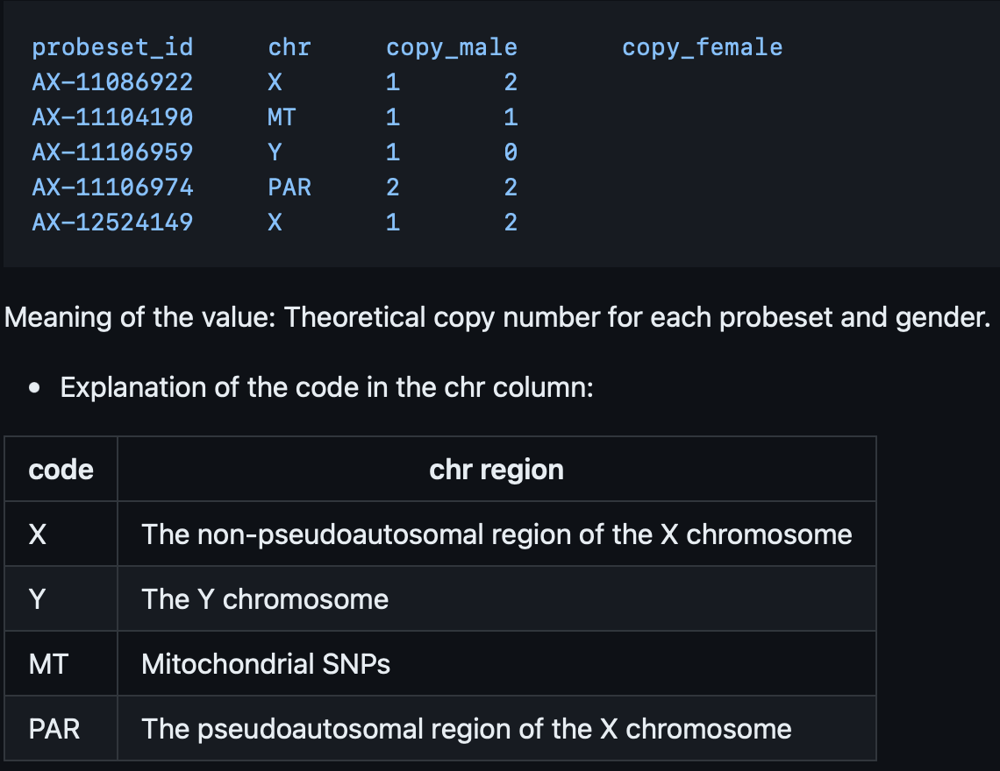 probeset_id chr copy_male copy_female
AX-11086922 X 1 2
AX-11104190 MT 1 1
AX-11106959 Y 1 0
AX-11106974 PAR 2 2
AX-12524149 X 1 2
Meaning of the value: Theoretical copy number for each probeset and gender.
• Explanation of the code in the chr column:
code chr region
X The non-pseudoautosomal region of the X chromosome
Y The Y chromosome
MT Mitochondrial SNPs
PAR The pseudoautosomal region of the X chromosome